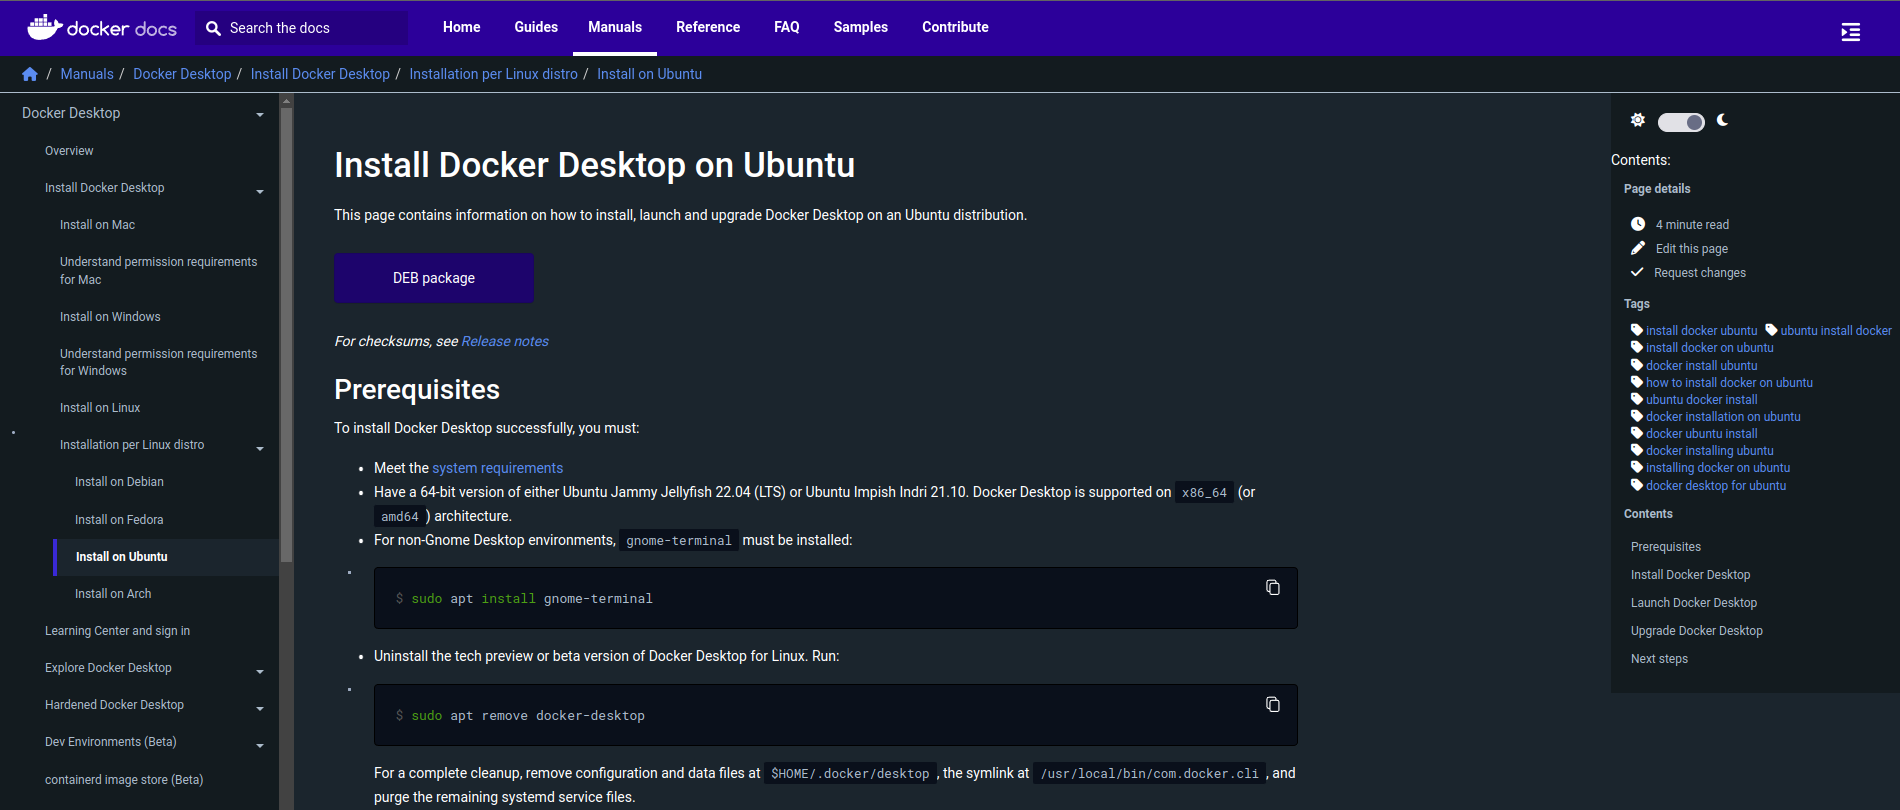 docker docs
Search the docs
Home Guides Manuals Reference FAQ Samples Contribute
/ Manuals / Docker Desktop / Install Docker Desktop / Installation per Linux distro / Install on Ubuntu
Docker Desktop
Overview
Install Docker Desktop
Install on Mac
Understand permission requirements
for Mac
Install on Windows
Understand permission requirements
for Windows
Install on Linux
Installation per Linux distro
Install on Debian
Install on Fedora
Install on Ubuntu
Install on Arch
Learning Center and sign in
Explore Docker Desktop
Hardened Docker Desktop
Dev Environments (Beta)
containerd image store (Beta)
Install Docker Desktop on Ubuntu
This page contains information on how to install, launch and upgrade Docker Desktop on an Ubuntu distribution.
DEB package
For checksums, see Release notes
Prerequisites
To install Docker Desktop successfully, you must:
• Meet the system requirements
• Have a 64-bit version of either Ubuntu Jammy Jellyfish 22.04 (LTS) or Ubuntu Impish Indri 21.10. Docker Desktop is supported on x86_64 (or
amd64 ) architecture.
• For non-Gnome Desktop environments, gnome-terminal must be installed:
$ sudo apt install gnome-terminal
• Uninstall the tech preview or beta version of Docker Desktop for Linux. Run:
$ sudo apt remove docker-desktop
For a complete cleanup, remove configuration and data files at $HOME/.docker/desktop , the symlink at /usr/local/bin/com.docker.cli , and
purge the remaining systemd service files.
Contents:
Page details
4 minute read
Edit this page
Request changes
Tags
install docker ubuntu ubuntu install docker
install docker on ubuntu
docker install ubuntu
how to install docker on ubuntu
ubuntu docker install
docker installation on ubuntu
docker ubuntu install
docker installing ubuntu
installing docker on ubuntu
docker desktop for ubuntu
Contents
Prerequisites
Install Docker Desktop
Launch Docker Desktop
Upgrade Docker Desktop
Next steps